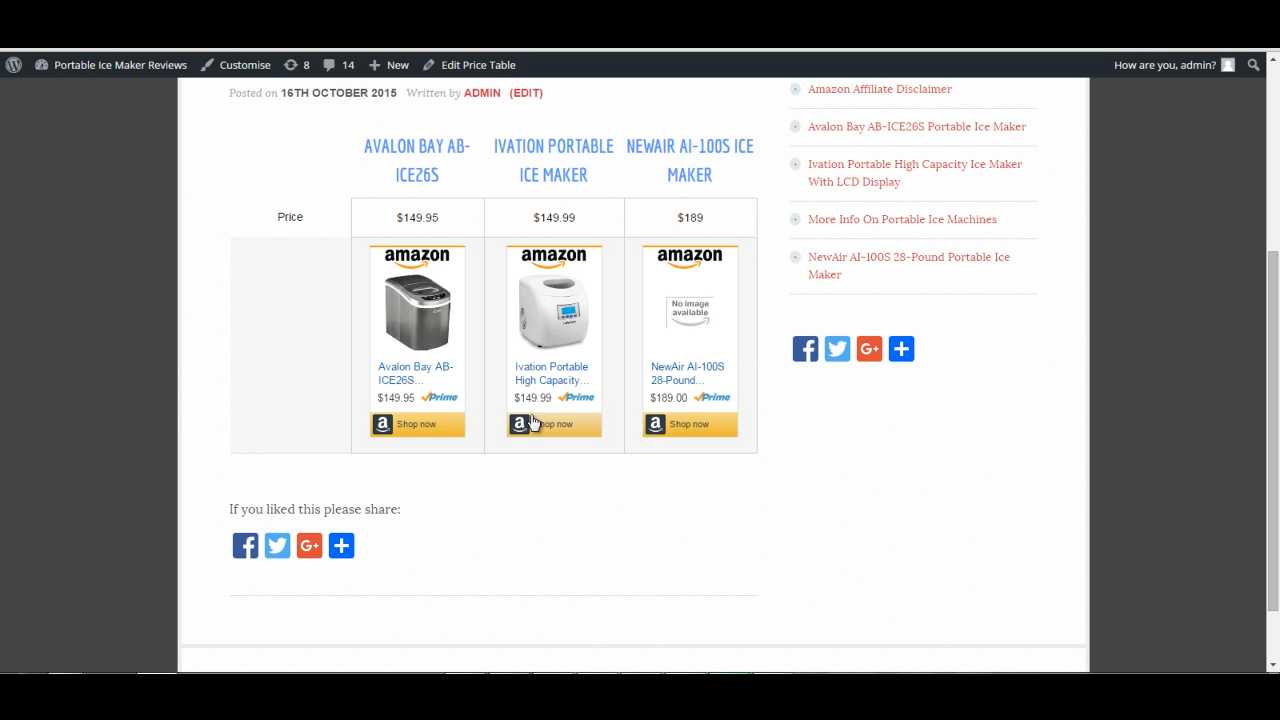 Portable Ice Maker Reviews Customise 8 14 New Edit Price Table How are you, admin?
Posted on 16TH OCTOBER 2015 Written by ADMIN (EDIT)
AVALON BAY AB-
ICE26S
IVATION PORTABLE
ICE MAKER
NEWAIR AI-100S ICE
MAKER
Price $149.95 $149.99 $189
amazon
Avalon Bay AB-
ICE26S...
$149.95 Prime
a Shop now
amazon
Ivation Portable
High Capacity...
$149.99 Prime
a op now
amazon
No image
available
NewAir AI-100S
28-Pound...
$189.00 Prime
a Shop now
If you liked this please share:
Amazon Affiliate Disclaimer
Avalon Bay AB-ICE26S Portable Ice Maker
Ivation Portable High Capacity Ice Maker
With LCD Display
More Info On Portable Ice Machines
NewAir AI-100S 28-Pound Portable Ice
Maker